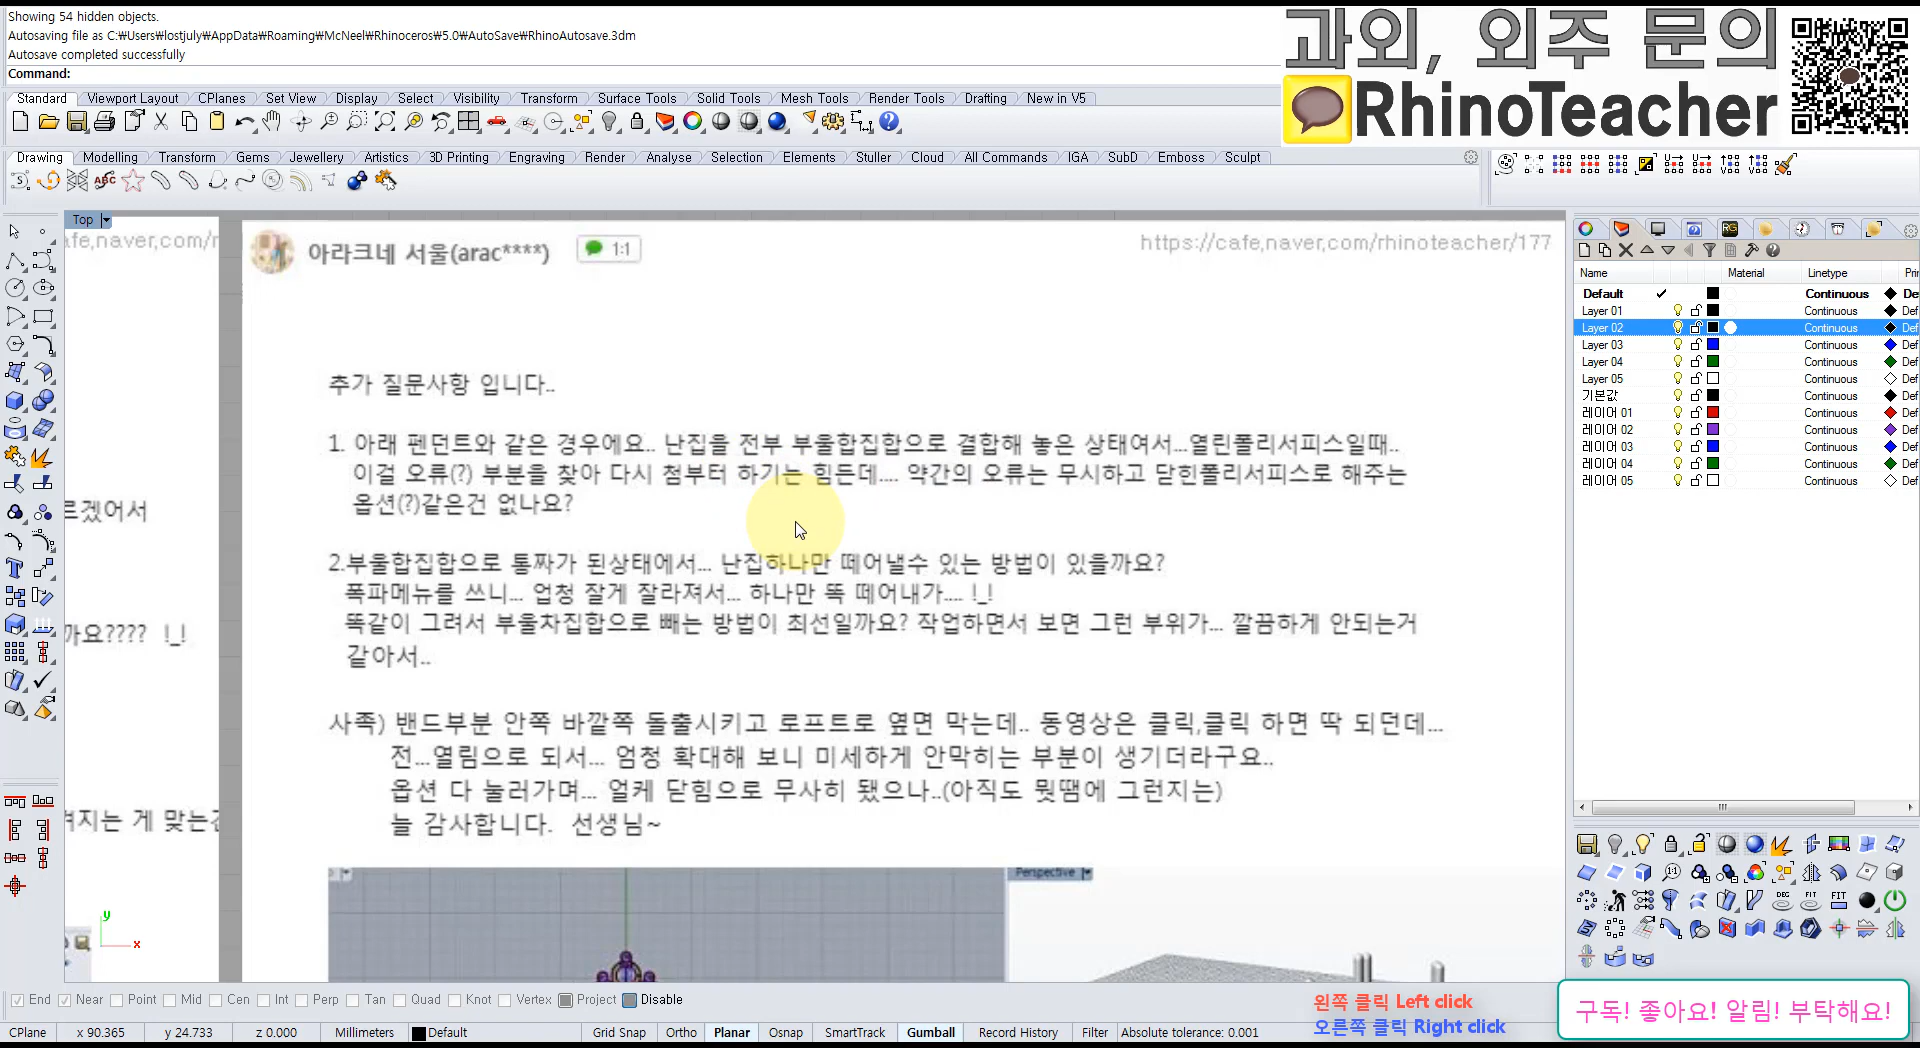 Showing 54 hidden objects.
Autosaving file as C:₩Users₩lostjuly₩AppData₩Roaming₩McNeel₩Rhinoceros₩5.0₩AutoSave₩RhinoAutosave.3dm
Autosave completed successfully
Command:
과외, 외주 문의
RhinoTeacher
Standard Viewport Layout CPlanes Set View Display Select Visibility Transform Surface Tools Solid Tools Mesh Tools Render Tools Drafting New in V5
Drawing Modelling Transform Gems Jewellery Artistics 3D Printing Engraving Render Analyse Selection Elements Stuller Cloud All Commands IGA SubD Emboss Sculpt
Top
아라크네 서울(arac****) 1:1
https://cafe,naver,com/rhinoteacher/177
추가 질문사항 입니다..
1. 아래 펜던트와 같은 경우에요.. 난집을 전부 부울합집합으로 결합해 놓은 상태여서...열린폴리서피스일때..
이걸 오류(?) 부분을 찾아 다시 첨부터 하기는 힘든데.... 약간의 오류는 무시하고 닫힌폴리서피스로 해주는
옵션(?)같은건 없나요?
2.부울합집합으로 통짜가 된상태에서... 난집하나만 떼어낼수 있는 방법이 있을까요?
폭파메뉴를 쓰니... 업청 잘게 잘라져서... 하나만 똑 떼어내가.... !_!
똑같이 그려서 부울차집합으로 빼는 방법이 최선일까요? 작업하면서 보면 그런 부위가... 깔끔하게 안되는거
같아서..
사족) 밴드부분 안쪽 바깥쪽 돌출시키고 로프트로 옆면 막는데.. 동영상은 클릭,클릭 하면 딱 되던데...
전...열림으로 되서... 엄청 확대해 보니 미세하게 안막히는 부분이 생기더라구요..
옵션 다 눌러가며... 얼케 닫힘으로 무사히 됐으나..(아직도 뭣땜에 그런지는)
늘 감사합니다. 선생님~
르겠어서
까요???? !_!
겨지는 게 맞는
Perspective
y
x
Name Material Linetype
Default Continuous
Layer 01 Continuous Def
Layer 02 Continuous Def
Layer 03 Continuous Def
Layer 04 Continuous Def
Layer 05 Continuous Def
기본값 Continuous Def
레이어 01 Continuous Def
레이어 02 Continuous Def
레이어 03 Continuous Def
레이어 04 Continuous Def
레이어 05 Continuous Def
End Near Point Mid Cen Int Perp Tan Quad Knot Vertex Project Disable
왼쪽 클릭 Left click
오른쪽 클릭 Right click
구독! 좋아요! 알림! 부탁해요!
CPlane x 90.365 y 24.733 z 0.000 Millimeters Default Grid Snap Ortho Planar Osnap SmartTrack Gumball Record History Filter Absolute tolerance: 0.001